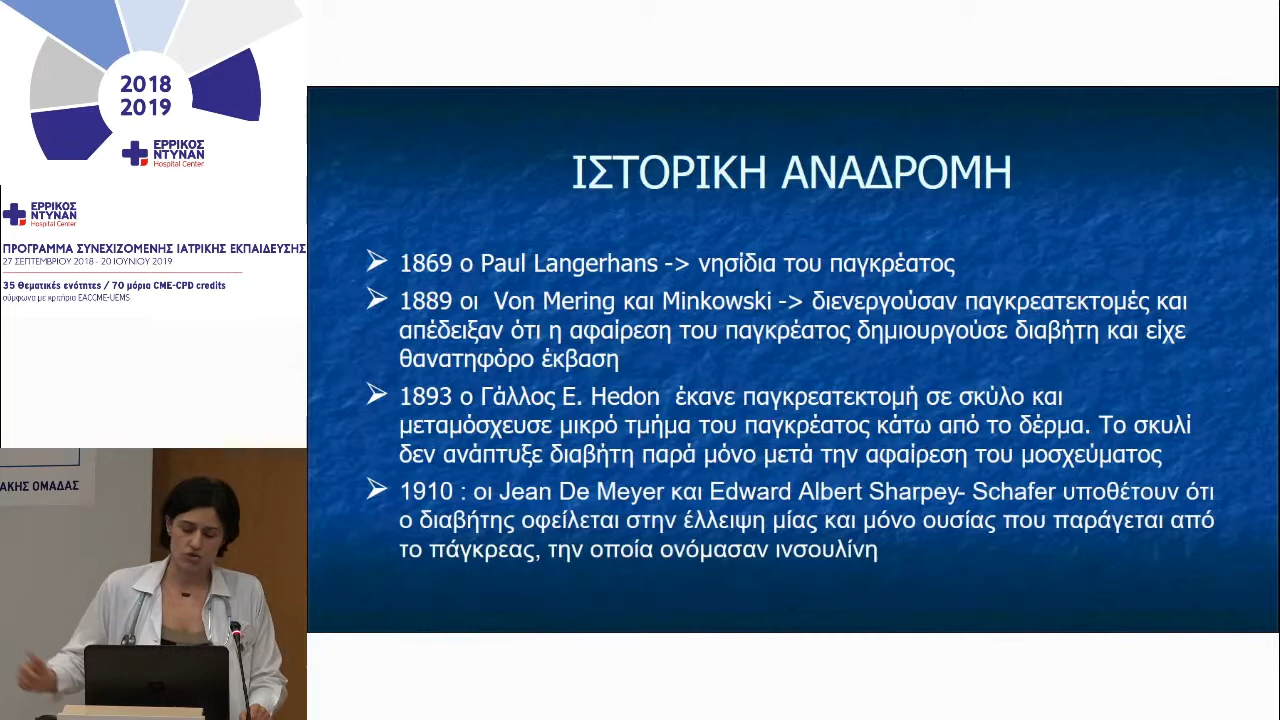 2018
2019
ΕΡΡΙΚΟΣ
ΝΤΥΝΑΝ
Hospital Center
ΕΡΡΙΚΟΣ
ΝΤΥΝΑΝ
Hospital Center
ΠΡΟΓΡΑΜΜΑ ΣΥΝΕΧΙΖΟΜΕΝΗΣ ΙΑΤΡΙΚΗΣ ΕΚΠΑΙΔΕΥΣΗΣ
27 ΣΕΠΤΕΜΒΡΙΟΥ 2018 - 20 ΙΟΥΝΙΟΥ 2019
35 Θεματικές ενότητες / 70 μόρια CME-CPD credits
σύμφωνα με κριτήρια EACCME-UEMS
ΑΚΗΣ ΟΜΑΔΑΣ
ΙΣΤΟΡΙΚΗ ΑΝΑΔΡΟΜΗ
➢ 1869 ο Paul Langerhans -> νησίδια του παγκρέατος
➢ 1889 οι Von Mering και Minkowski -> διενεργούσαν παγκρεατεκτομές και
απέδειξαν ότι η αφαίρεση του παγκρέατος δημιουργούσε διαβήτη και είχε
θανατηφόρο έκβαση
➢ 1893 ο Γάλλος E. Hedon έκανε παγκρεατεκτομή σε σκύλο και
μεταμόσχευσε μικρό τμήμα του παγκρέατος κάτω από το δέρμα. Το σκυλί
δεν ανάπτυξε διαβήτη παρά μόνο μετά την αφαίρεση του μοσχεύματος
➢ 1910 : οι Jean De Meyer και Edward Albert Sharpey- Schafer υποθέτουν ότι
ο διαβήτης οφείλεται στην έλλειψη μίας και μόνο ουσίας που παράγεται από
το πάγκρεας, την οποία ονόμασαν ινσουλίνη